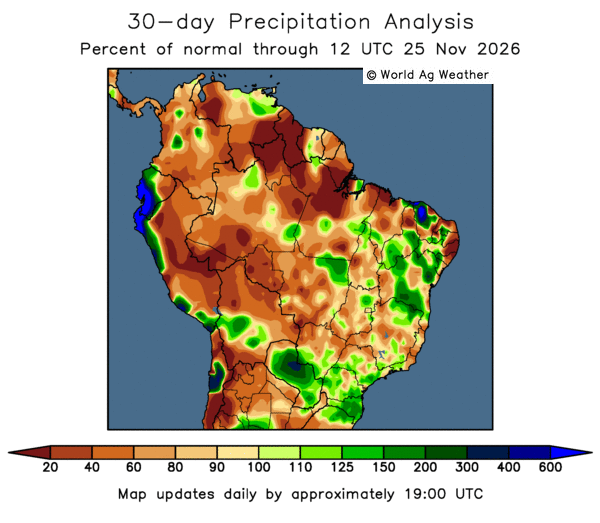 30-day Precipitation Analysis
Percent of normal through 12 UTC 25 Nov 2026
© World Ag Weather
20 40 60 80 90 100 110 125 150 200 300 400 600
Map updates daily by approximately 19:00 UTC